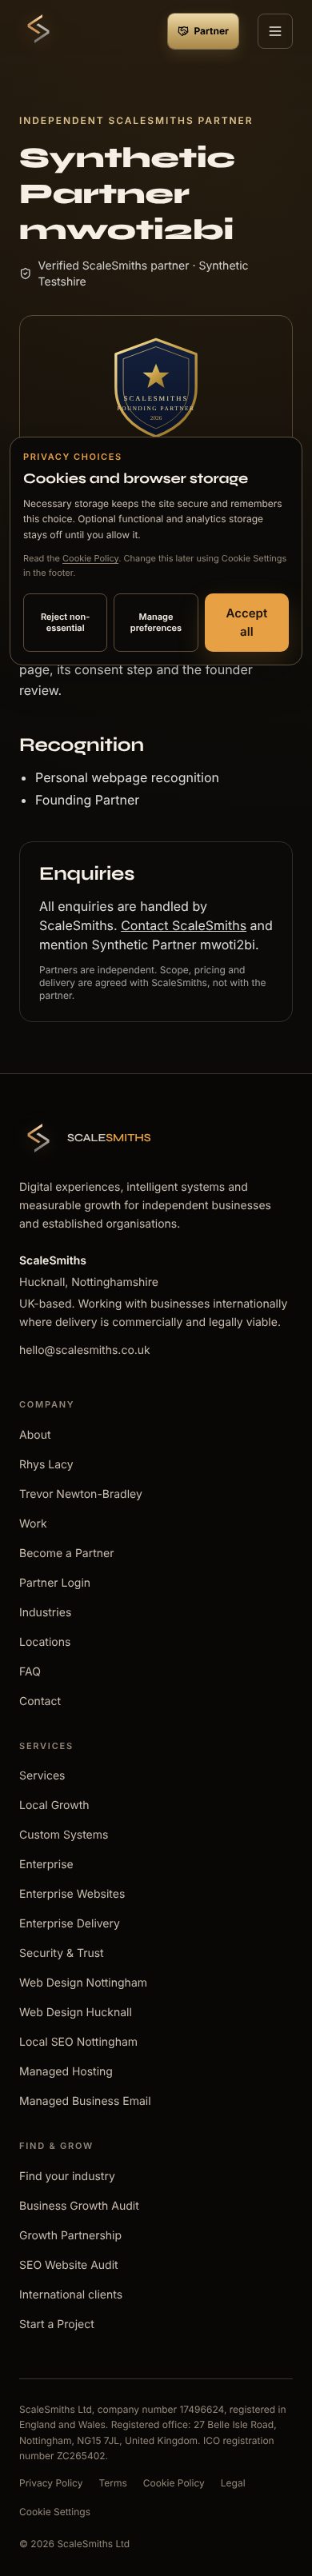 Partner
INDEPENDENT SCALESMITHS PARTNER
Synthetic
Partner
mwoti2bi
Verified ScaleSmiths partner · Synthetic
Testshire
SCALESMITHS
FOUNDING PARTNER
2026
PRIVACY CHOICES
Cookies and browser storage
Necessary storage keeps the site secure and remembers
this choice. Optional functional and analytics storage
stays off until you allow it.
Read the Cookie Policy. Change this later using Cookie Settings
in the footer.
Reject non-
essential
Manage
preferences
Accept
all
page, its consent step and the founder
review.
Recognition
• Personal webpage recognition
• Founding Partner
Enquiries
All enquiries are handled by
ScaleSmiths. Contact ScaleSmiths and
mention Synthetic Partner mwoti2bi.
Partners are independent. Scope, pricing and
delivery are agreed with ScaleSmiths, not with the
partner.
SCALESMITHS
Digital experiences, intelligent systems and
measurable growth for independent businesses
and established organisations.
ScaleSmiths
Hucknall, Nottinghamshire
UK-based. Working with businesses internationally
where delivery is commercially and legally viable.
hello@scalesmiths.co.uk
COMPANY
About
Rhys Lacy
Trevor Newton-Bradley
Work
Become a Partner
Partner Login
Industries
Locations
FAQ
Contact
SERVICES
Services
Local Growth
Custom Systems
Enterprise
Enterprise Websites
Enterprise Delivery
Security & Trust
Web Design Nottingham
Web Design Hucknall
Local SEO Nottingham
Managed Hosting
Managed Business Email
FIND & GROW
Find your industry
Business Growth Audit
Growth Partnership
SEO Website Audit
International clients
Start a Project
ScaleSmiths Ltd, company number 17496624, registered in
England and Wales. Registered office: 27 Belle Isle Road,
Nottingham, NG15 7JL, United Kingdom. ICO registration
number ZC265402.
Privacy Policy Terms Cookie Policy Legal
Cookie Settings
© 2026 ScaleSmiths Ltd